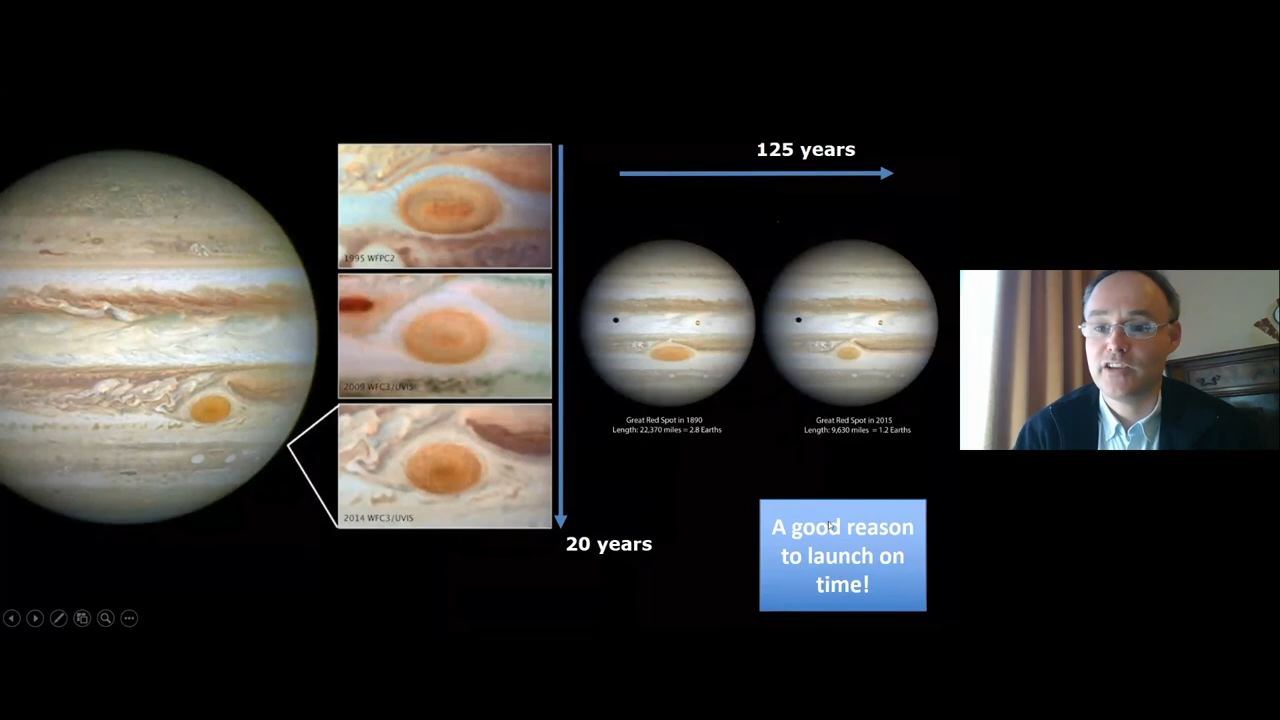 1995 WFPC2
2009 WFC3/UVIS
2014 WFC3/UVIS
20 years
125 years
Great Red Spot in 1890
Length: 22,370 miles = 2.8 Earths
Great Red Spot in 2015
Length: 9,630 miles = 1.2 Earths
A good reason
to launch on
time!